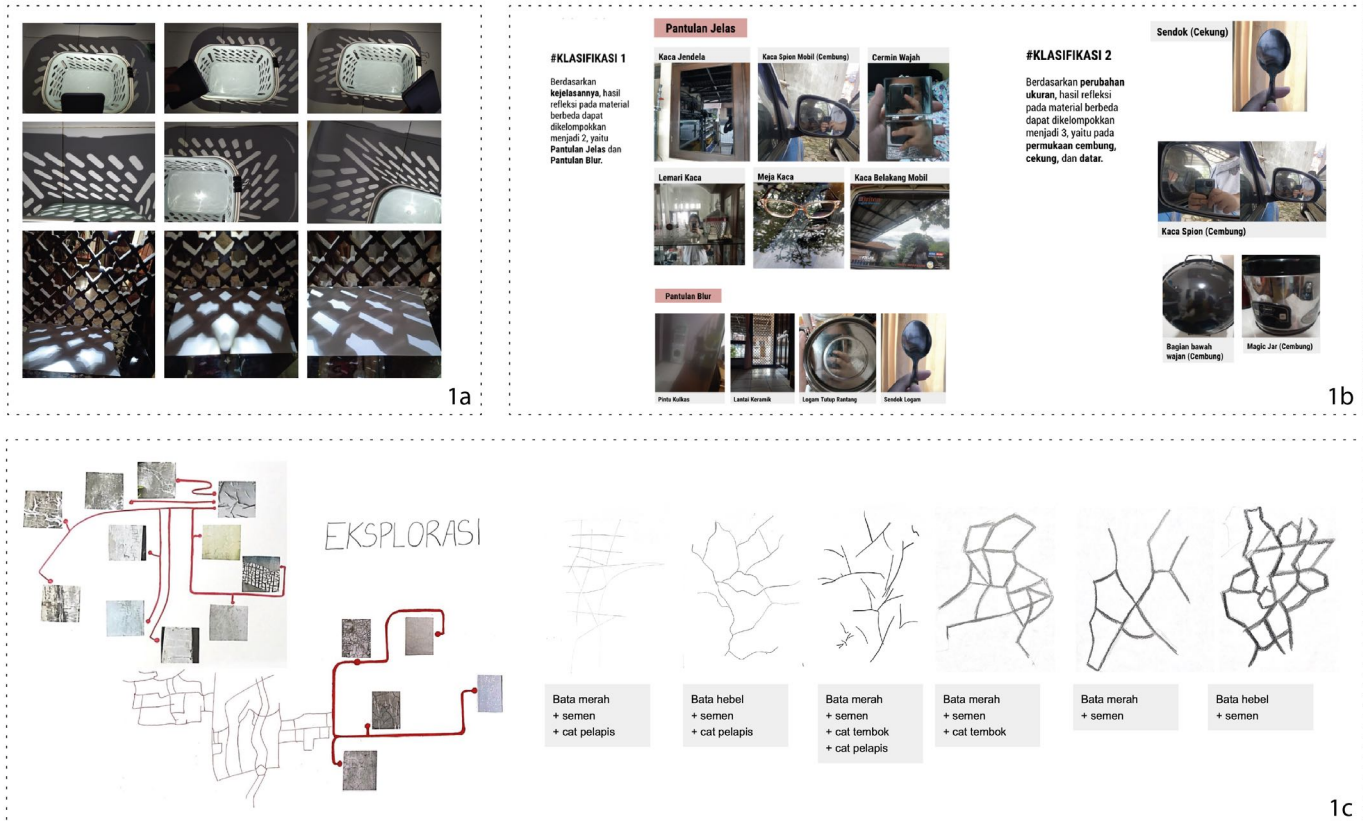 1a
Pantulan Jelas
#KLASIFIKASI 1
Berdasarkan
kejelasannya, hasil
refleksi pada material
berbeda dapat
dikelompokkan
menjadi 2, yaitu
Pantulan Jelas dan
Pantulan Blur.
Kaca Jendela
Kaca Spion Mobil (Cembung)
Cermin Wajah
Lemari Kaca
Meja Kaca
Kaca Belakang Mobil
Pantulan Blur
Pintu Kulkas
Lantai Keramik
Logam Tutup Rantang
Sendok Logam
#KLASIFIKASI 2
Berdasarkan perubahan
ukuran, hasil refleksi
pada material berbeda
dapat dikelompokkan
menjadi 3, yaitu pada
permukaan cembung,
cekung, dan datar.
Sendok (Cekung)
Kaca Spion (Cembung)
Bagian bawah
wajan (Cembung)
Magic Jar (Cembung)
1b
EKSPLORASI
Bata merah
+ semen
+ cat pelapis
Bata hebel
+ semen
+ cat pelapis
Bata merah
+ semen
+ cat tembok
+ cat pelapis
Bata merah
+ semen
+ cat tembok
Bata merah
+ semen
Bata hebel
+ semen
1c